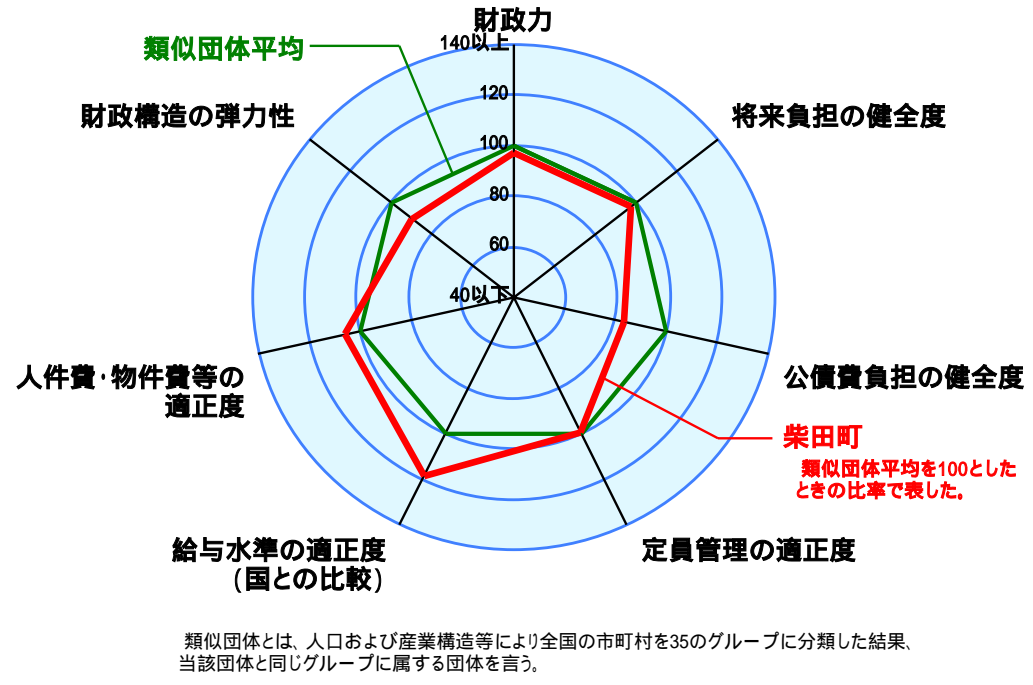 財政力
140以上
類似団体平均
120
財政構造の弾力性
将来負担の健全度
100
80
60
40以下
人件費・物件費等の
適正度
公債費負担の健全度
柴田町
類似団体平均を100とした
ときの比率で表した。
給与水準の適正度
(国との比較)
定員管理の適正度
類似団体とは、人口および産業構造等により全国の市町村を35のグループに分類した結果、
当該団体と同じグループに属する団体を言う。